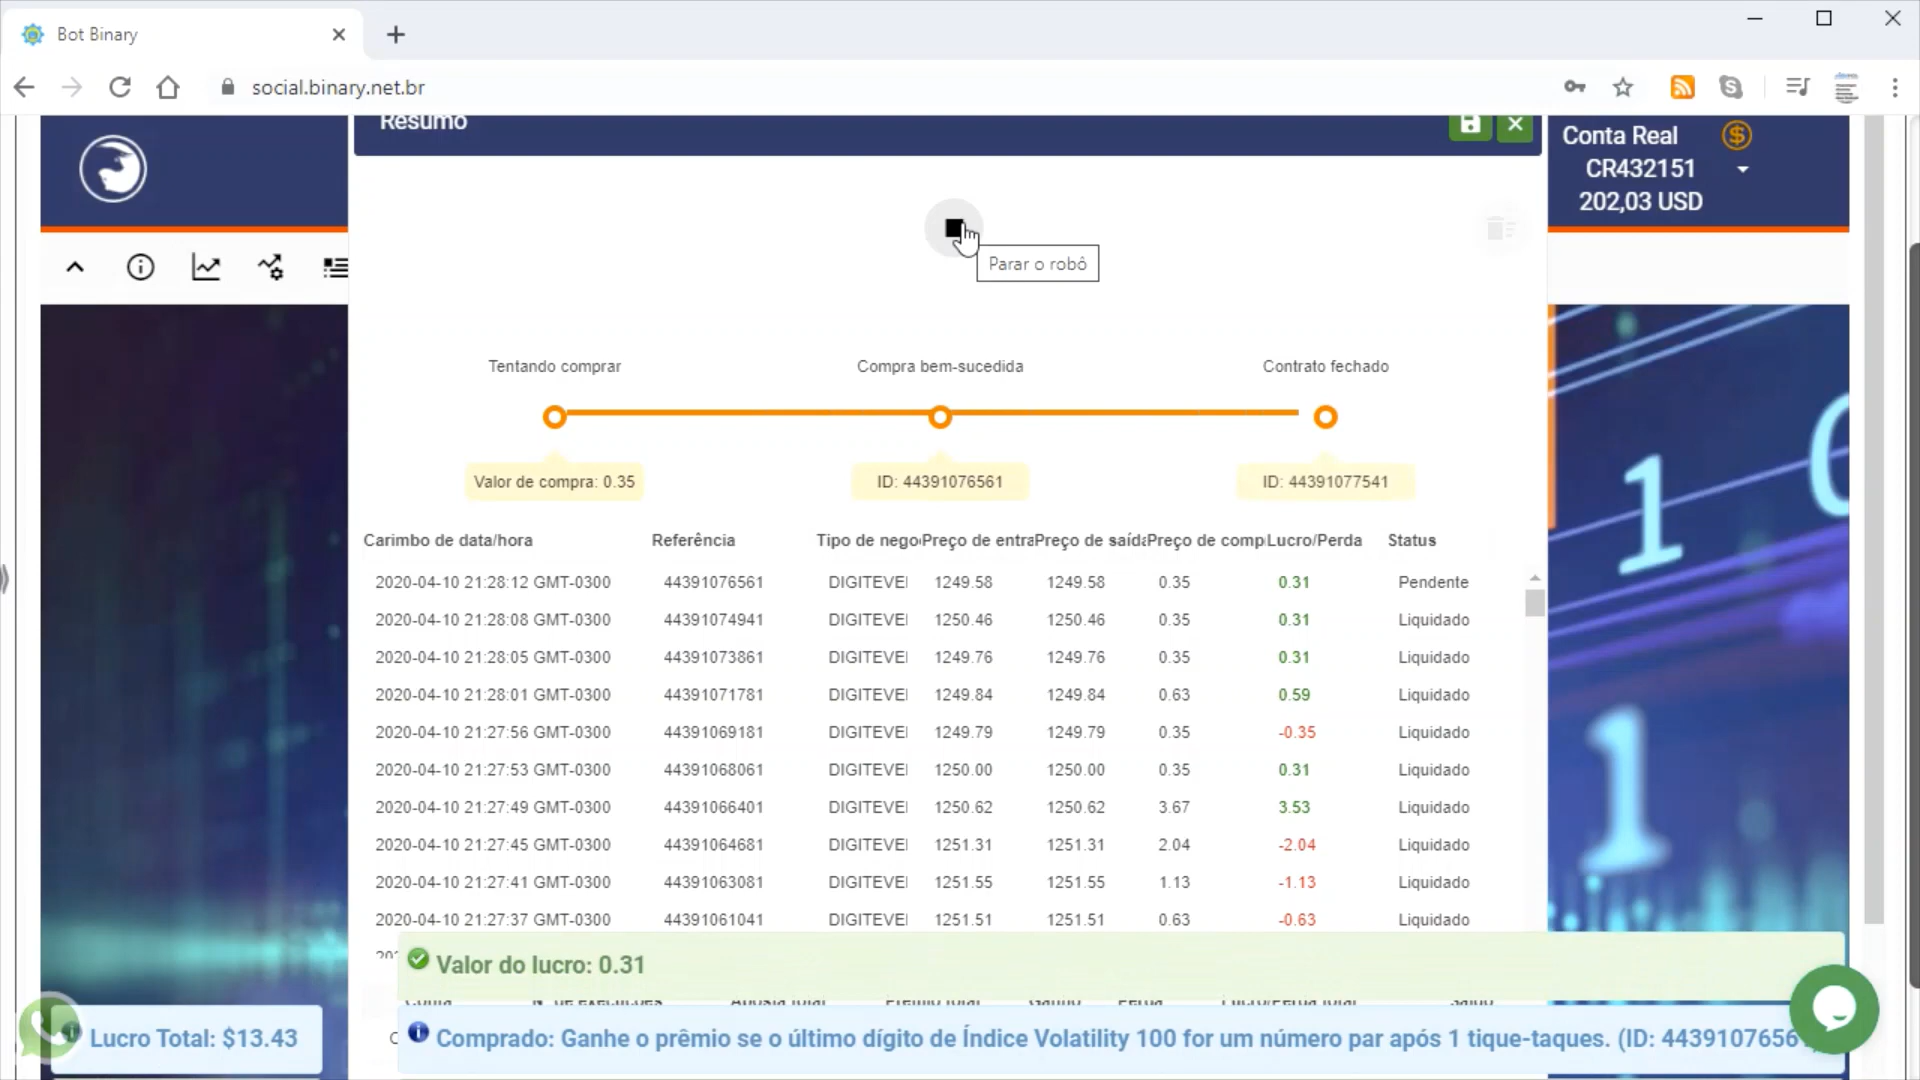 Bot Binary
social.binary.net.br
Resumo
Conta Real
CR432151
202,03 USD
Parar o robô
Tentando comprar Compra bem-sucedida Contrato fechado
Valor de compra: 0.35 ID: 44391076561 ID: 44391077541
Carimbo de data/hora Referência Tipo de nego Preço de entra Preço de saída Preço de comp Lucro/Perda Status
2020-04-10 21:28:12 GMT-0300 44391076561 DIGITEVE 1249.58 1249.58 0.35 0.31 Pendente
2020-04-10 21:28:08 GMT-0300 44391074941 DIGITEVE 1250.46 1250.46 0.35 0.31 Liquidado
2020-04-10 21:28:05 GMT-0300 44391073861 DIGITEVE 1249.76 1249.76 0.35 0.31 Liquidado
2020-04-10 21:28:01 GMT-0300 44391071781 DIGITEVE 1249.84 1249.84 0.63 0.59 Liquidado
2020-04-10 21:27:56 GMT-0300 44391069181 DIGITEVE 1249.79 1249.79 0.35 -0.35 Liquidado
2020-04-10 21:27:53 GMT-0300 44391068061 DIGITEVE 1250.00 1250.00 0.35 0.31 Liquidado
2020-04-10 21:27:49 GMT-0300 44391066401 DIGITEVE 1250.62 1250.62 3.67 3.53 Liquidado
2020-04-10 21:27:45 GMT-0300 44391064681 DIGITEVE 1251.31 1251.31 2.04 -2.04 Liquidado
2020-04-10 21:27:41 GMT-0300 44391063081 DIGITEVE 1251.55 1251.55 1.13 -1.13 Liquidado
2020-04-10 21:27:37 GMT-0300 44391061041 DIGITEVE 1251.51 1251.51 0.63 -0.63 Liquidado
Valor do lucro: 0.31
Lucro Total: $13.43
Comprado: Ganhe o prêmio se o último dígito de Índice Volatility 100 for um número par após 1 tique-taques. (ID: 4439107656